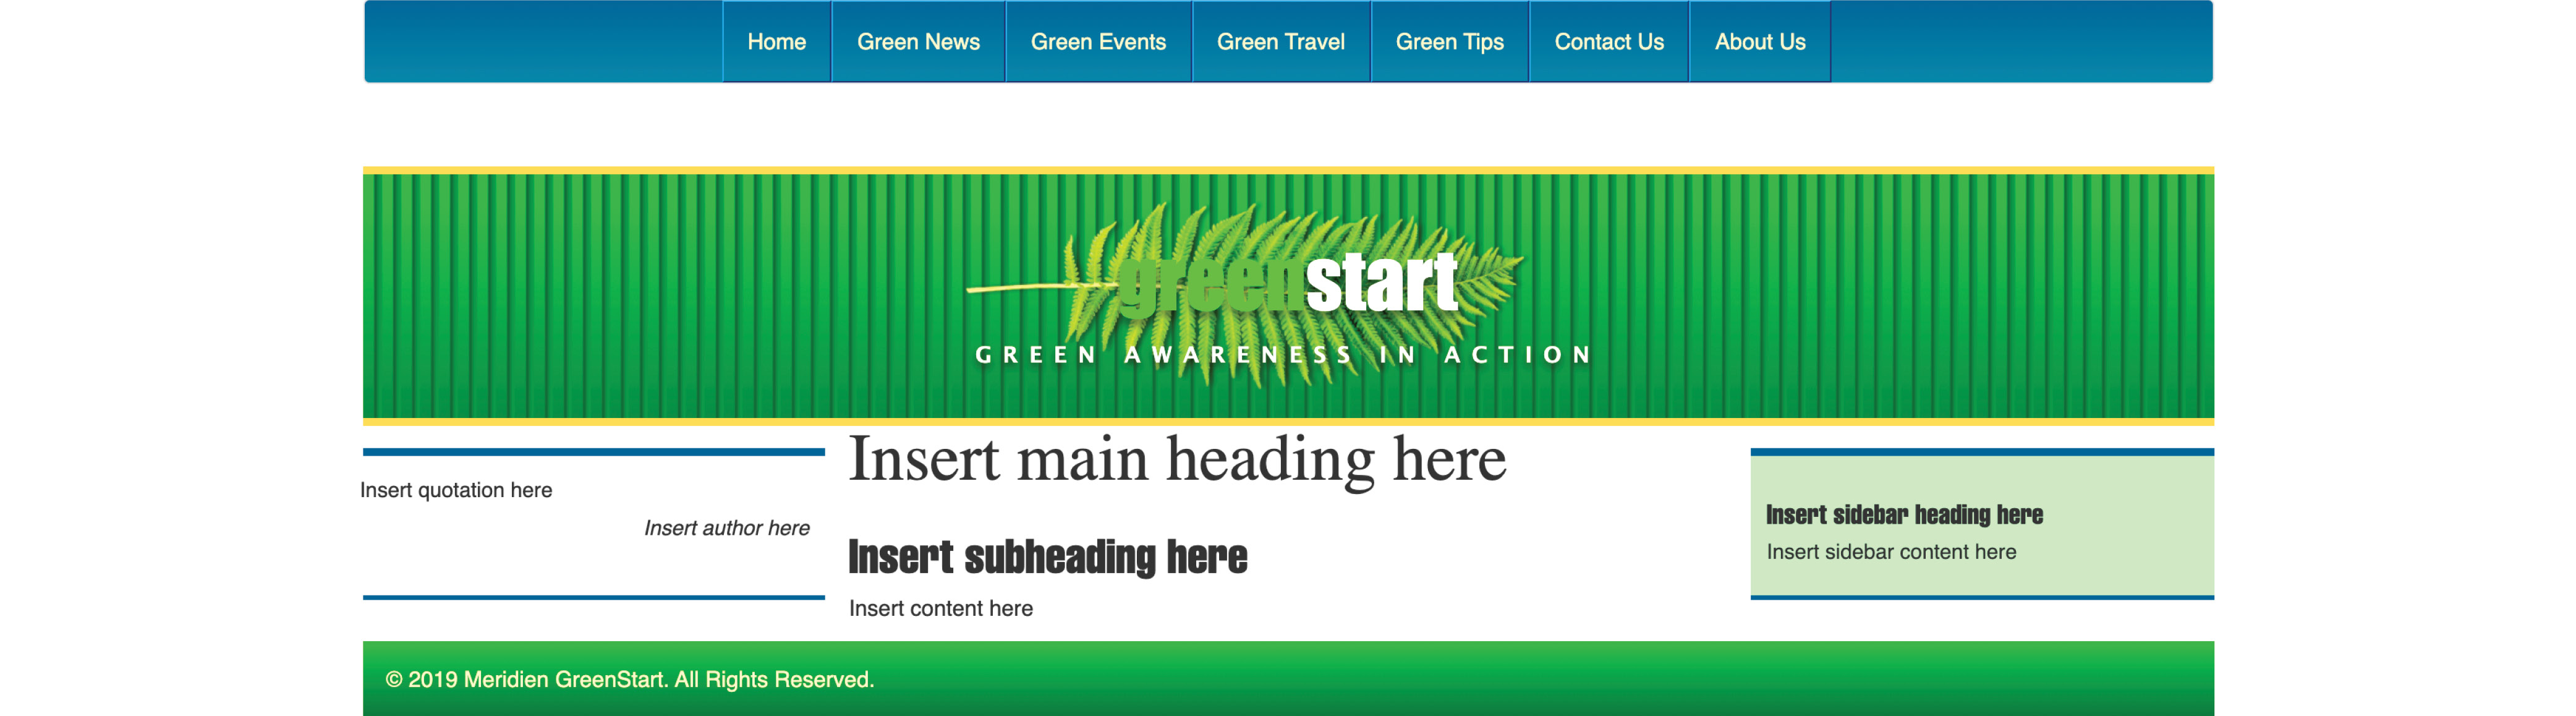 Home Green News Green Events Green Travel Green Tips Contact Us About Us
greenstart
GREEN AWARENESS IN ACTION
Insert quotation here
Insert author here
Insert main heading here
Insert subheading here
Insert content here
Insert sidebar heading here
Insert sidebar content here
© 2019 Meridien GreenStart. All Rights Reserved.